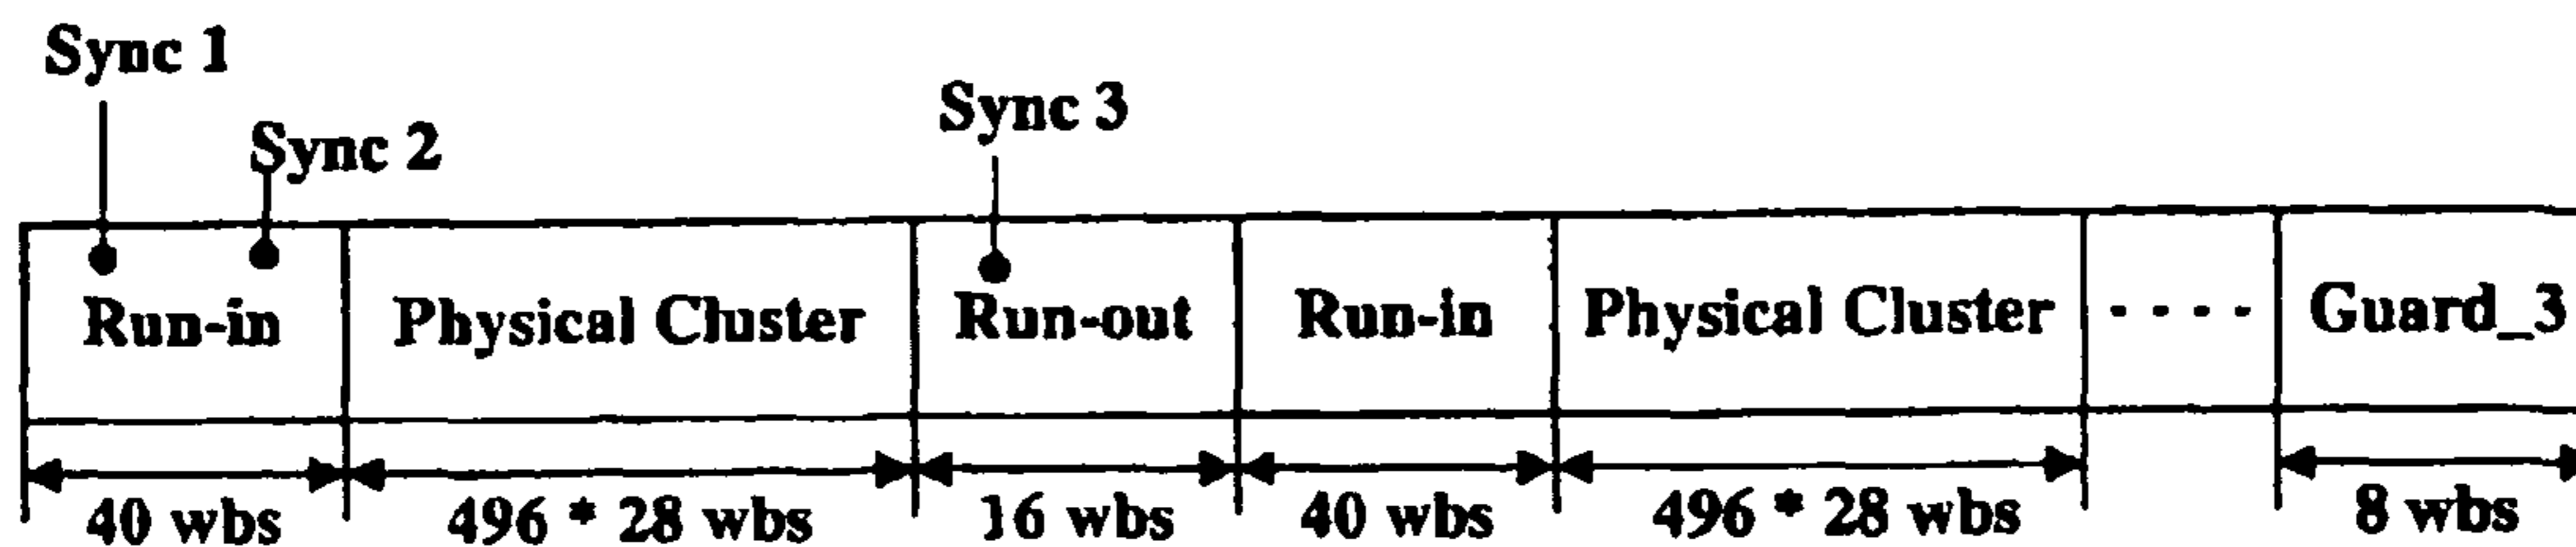 Sync 1
Sync 2
Sync 3
Run-in Physical Cluster Run-out Run-in Physical Cluster . . . . Guard_3
40 wbs 496 * 28 wbs 16 wbs 40 wbs 496 * 28 wbs 8 wbs